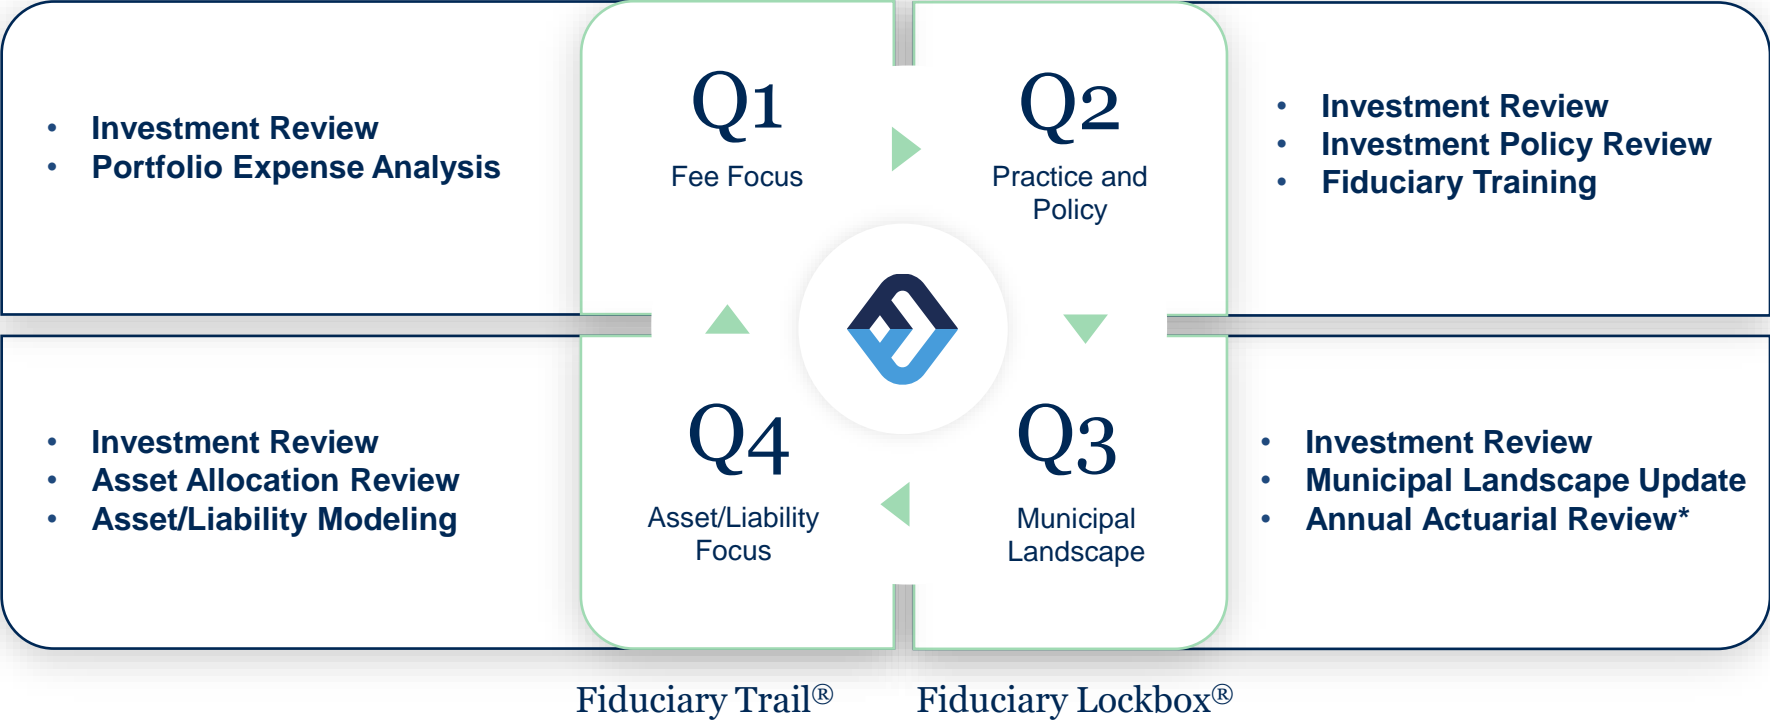 • Investment Review
• Portfolio Expense Analysis
Q1
Fee Focus
Q2
Practice and
Policy
• Investment Review
• Investment Policy Review
• Fiduciary Training
• Investment Review
• Asset Allocation Review
• Asset/Liability Modeling
Q4
Asset/Liability
Focus
Q3
Municipal
Landscape
• Investment Review
• Municipal Landscape Update
• Annual Actuarial Review*
Fiduciary Trail®
Fiduciary Lockbox®